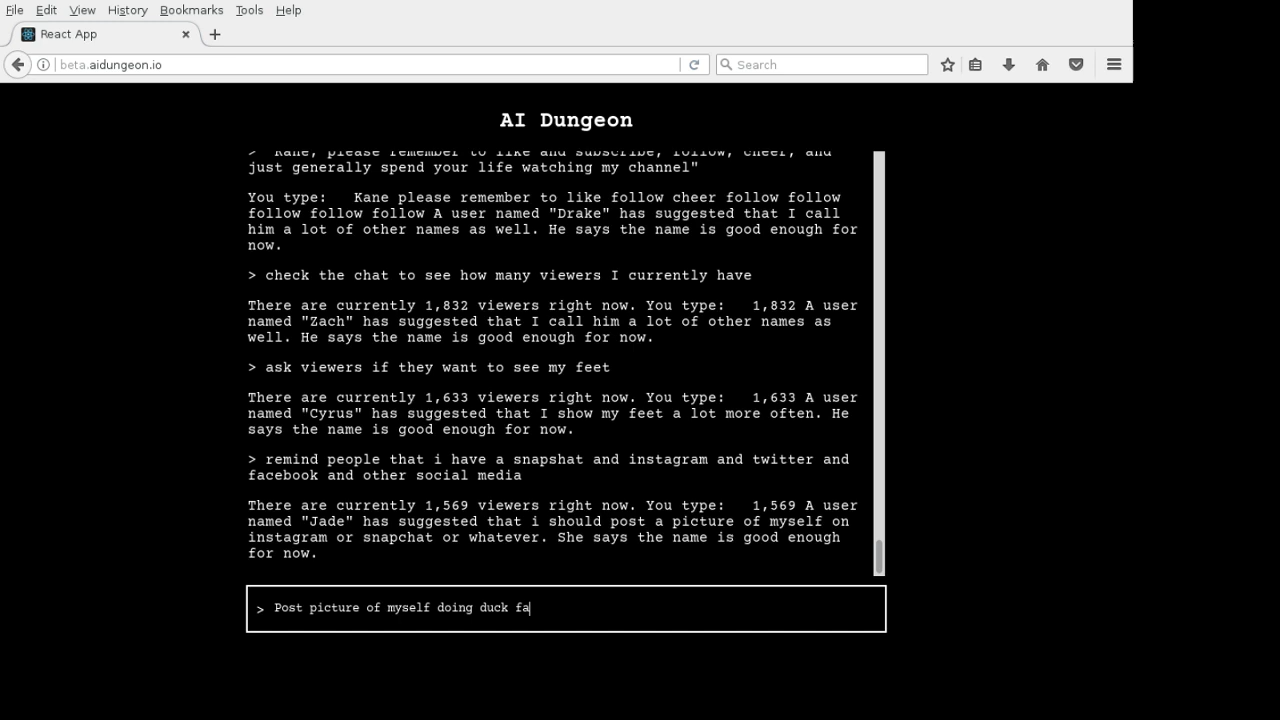 File Edit View History Bookmarks Tools Help
React App
beta.aidungeon.io
Search
AI Dungeon
> "Kane, please remember to like and subscribe, follow, cheer, and
just generally spend your life watching my channel"
You type:   Kane please remember to like follow cheer follow follow
follow follow follow A user named "Drake" has suggested that I call
him a lot of other names as well. He says the name is good enough for
now.
> check the chat to see how many viewers I currently have
There are currently 1,832 viewers right now. You type:   1,832 A user
named "Zach" has suggested that I call him a lot of other names as
well. He says the name is good enough for now.
> ask viewers if they want to see my feet
There are currently 1,633 viewers right now. You type:   1,633 A user
named "Cyrus" has suggested that I show my feet a lot more often. He
says the name is good enough for now.
> remind people that i have a snapshat and instagram and twitter and
facebook and other social media
There are currently 1,569 viewers right now. You type:   1,569 A user
named "Jade" has suggested that i should post a picture of myself on
instagram or snapchat or whatever. She says the name is good enough
for now.
> Post picture of myself doing duck fa